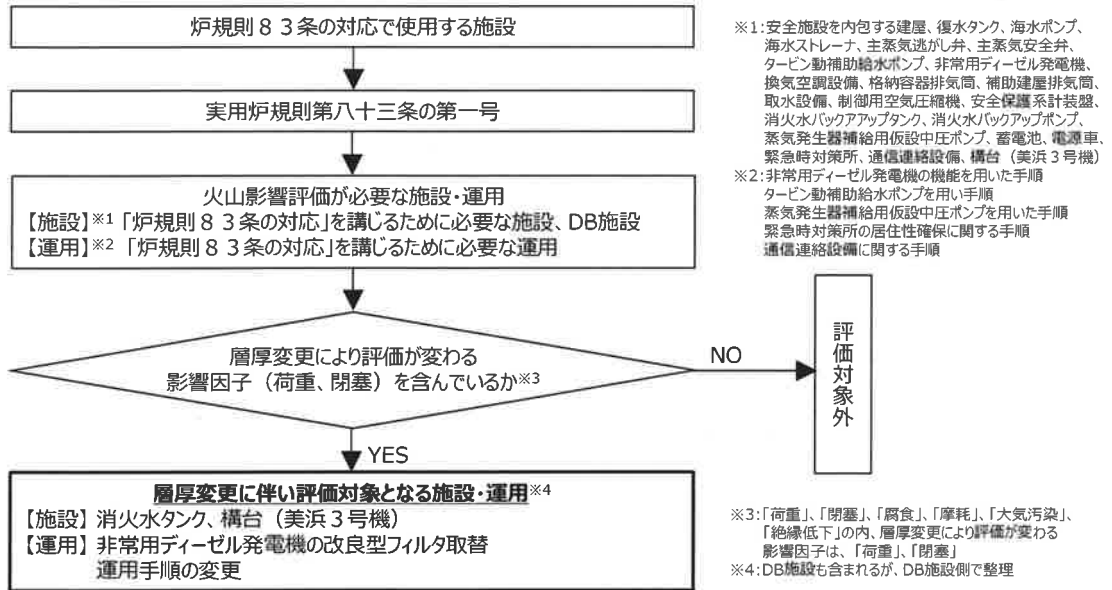 炉規則８３条の対応で使用する施設
実用炉規則第八十三条の第一号
火山影響評価が必要な施設・運用
【施設】※1「炉規則８３条の対応」を講じるために必要な施設、DB施設
【運用】※2「炉規則８３条の対応」を講じるために必要な運用
層厚変更により評価が変わる
影響因子（荷重、閉塞）を含んでいるか※3
NO
評価対象外
YES
層厚変更に伴い評価対象となる施設・運用※4
【施設】消火水タンク、構台（美浜３号機）
【運用】非常用ディーゼル発電機の改良型フィルタ取替
運用手順の変更
※1:安全施設を内包する建屋、復水タンク、海水ポンプ、
海水ストレーナ、主蒸気逃がし弁、主蒸気安全弁、
タービン動補助給水ポンプ、非常用ディーゼル発電機、
換気空調設備、格納容器排気筒、補助建屋排気筒、
取水設備、制御用空気圧縮機、安全保護系計装盤、
消火水バックアアップタンク、消火水バックアップポンプ、
蒸気発生器補給用仮設中圧ポンプ、蓄電池、電源車、
緊急時対策所、通信連絡設備、構台（美浜３号機）
※2:非常用ディーゼル発電機の機能を用いた手順
タービン動補助給水ポンプを用い手順
蒸気発生器補給用仮設中圧ポンプを用いた手順
緊急時対策所の居住性確保に関する手順
通信連絡設備に関する手順
※3:「荷重」、「閉塞」、「腐食」、「摩耗」、「大気汚染」、
「絶縁低下」の内、層厚変更により評価が変わる
影響因子は、「荷重」、「閉塞」
※4:DB施設も含まれるが、DB施設側で整理